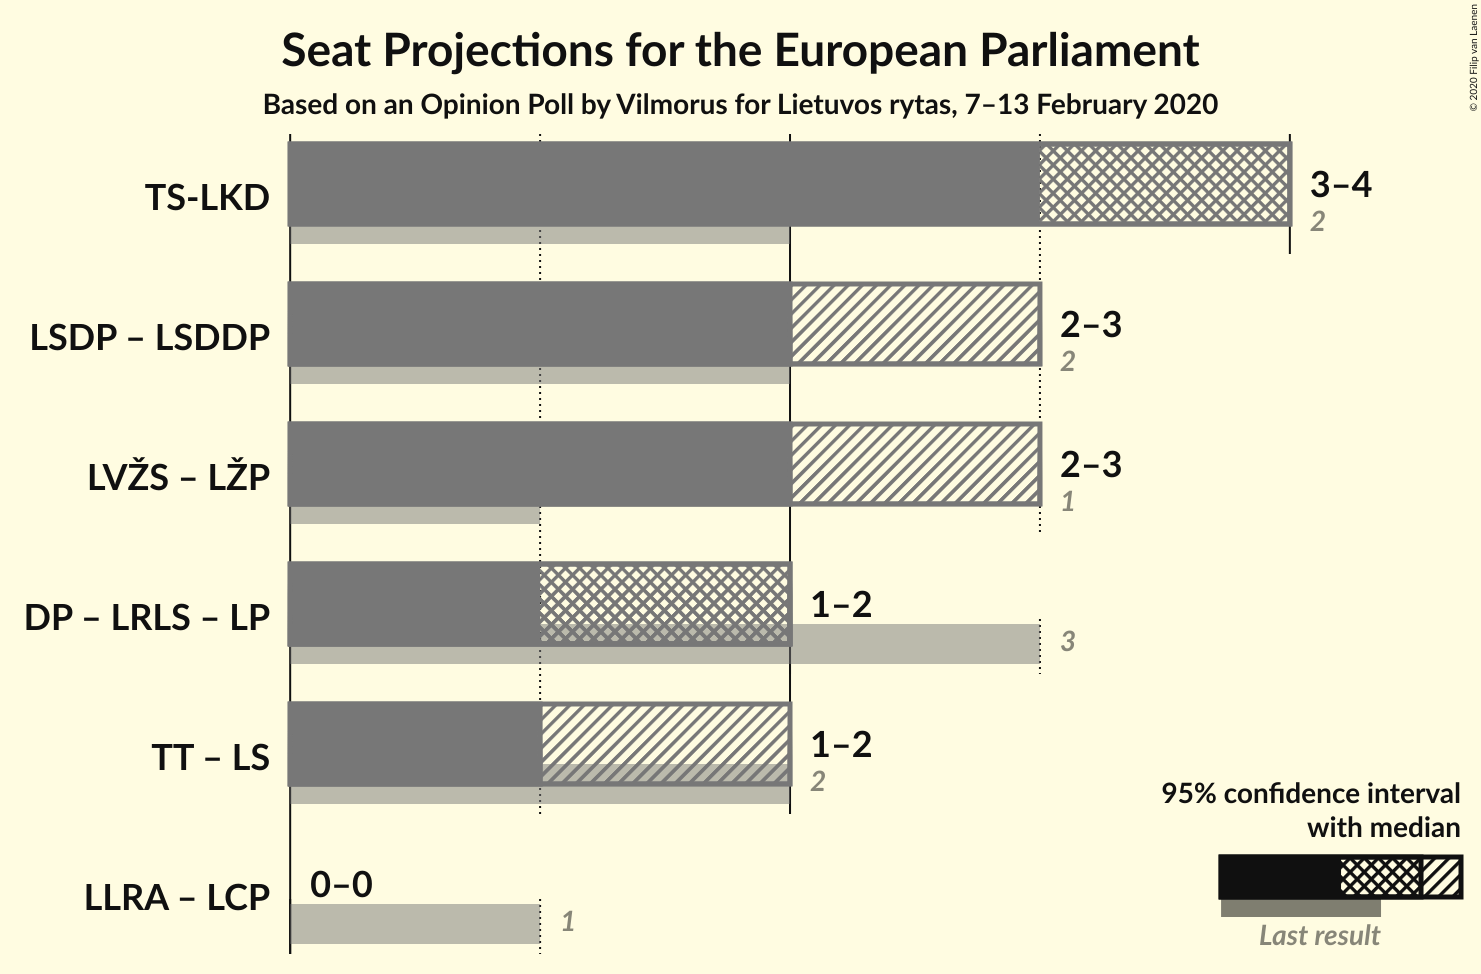 Seat Projections for the European Parliament
Based on an Opinion Poll by Vilmorus for Lietuvos rytas, 7–13 February 2020
© 2020 Filip van Laenen
TS-LKD
3–4
2
LSDP – LSDDP
2–3
2
LVŽS – LŽP
2–3
1
DP – LRLS – LP
1–2
3
TT – LS
1–2
2
LLRA – LCP
0–0
1
95% confidence interval
with median
Last result